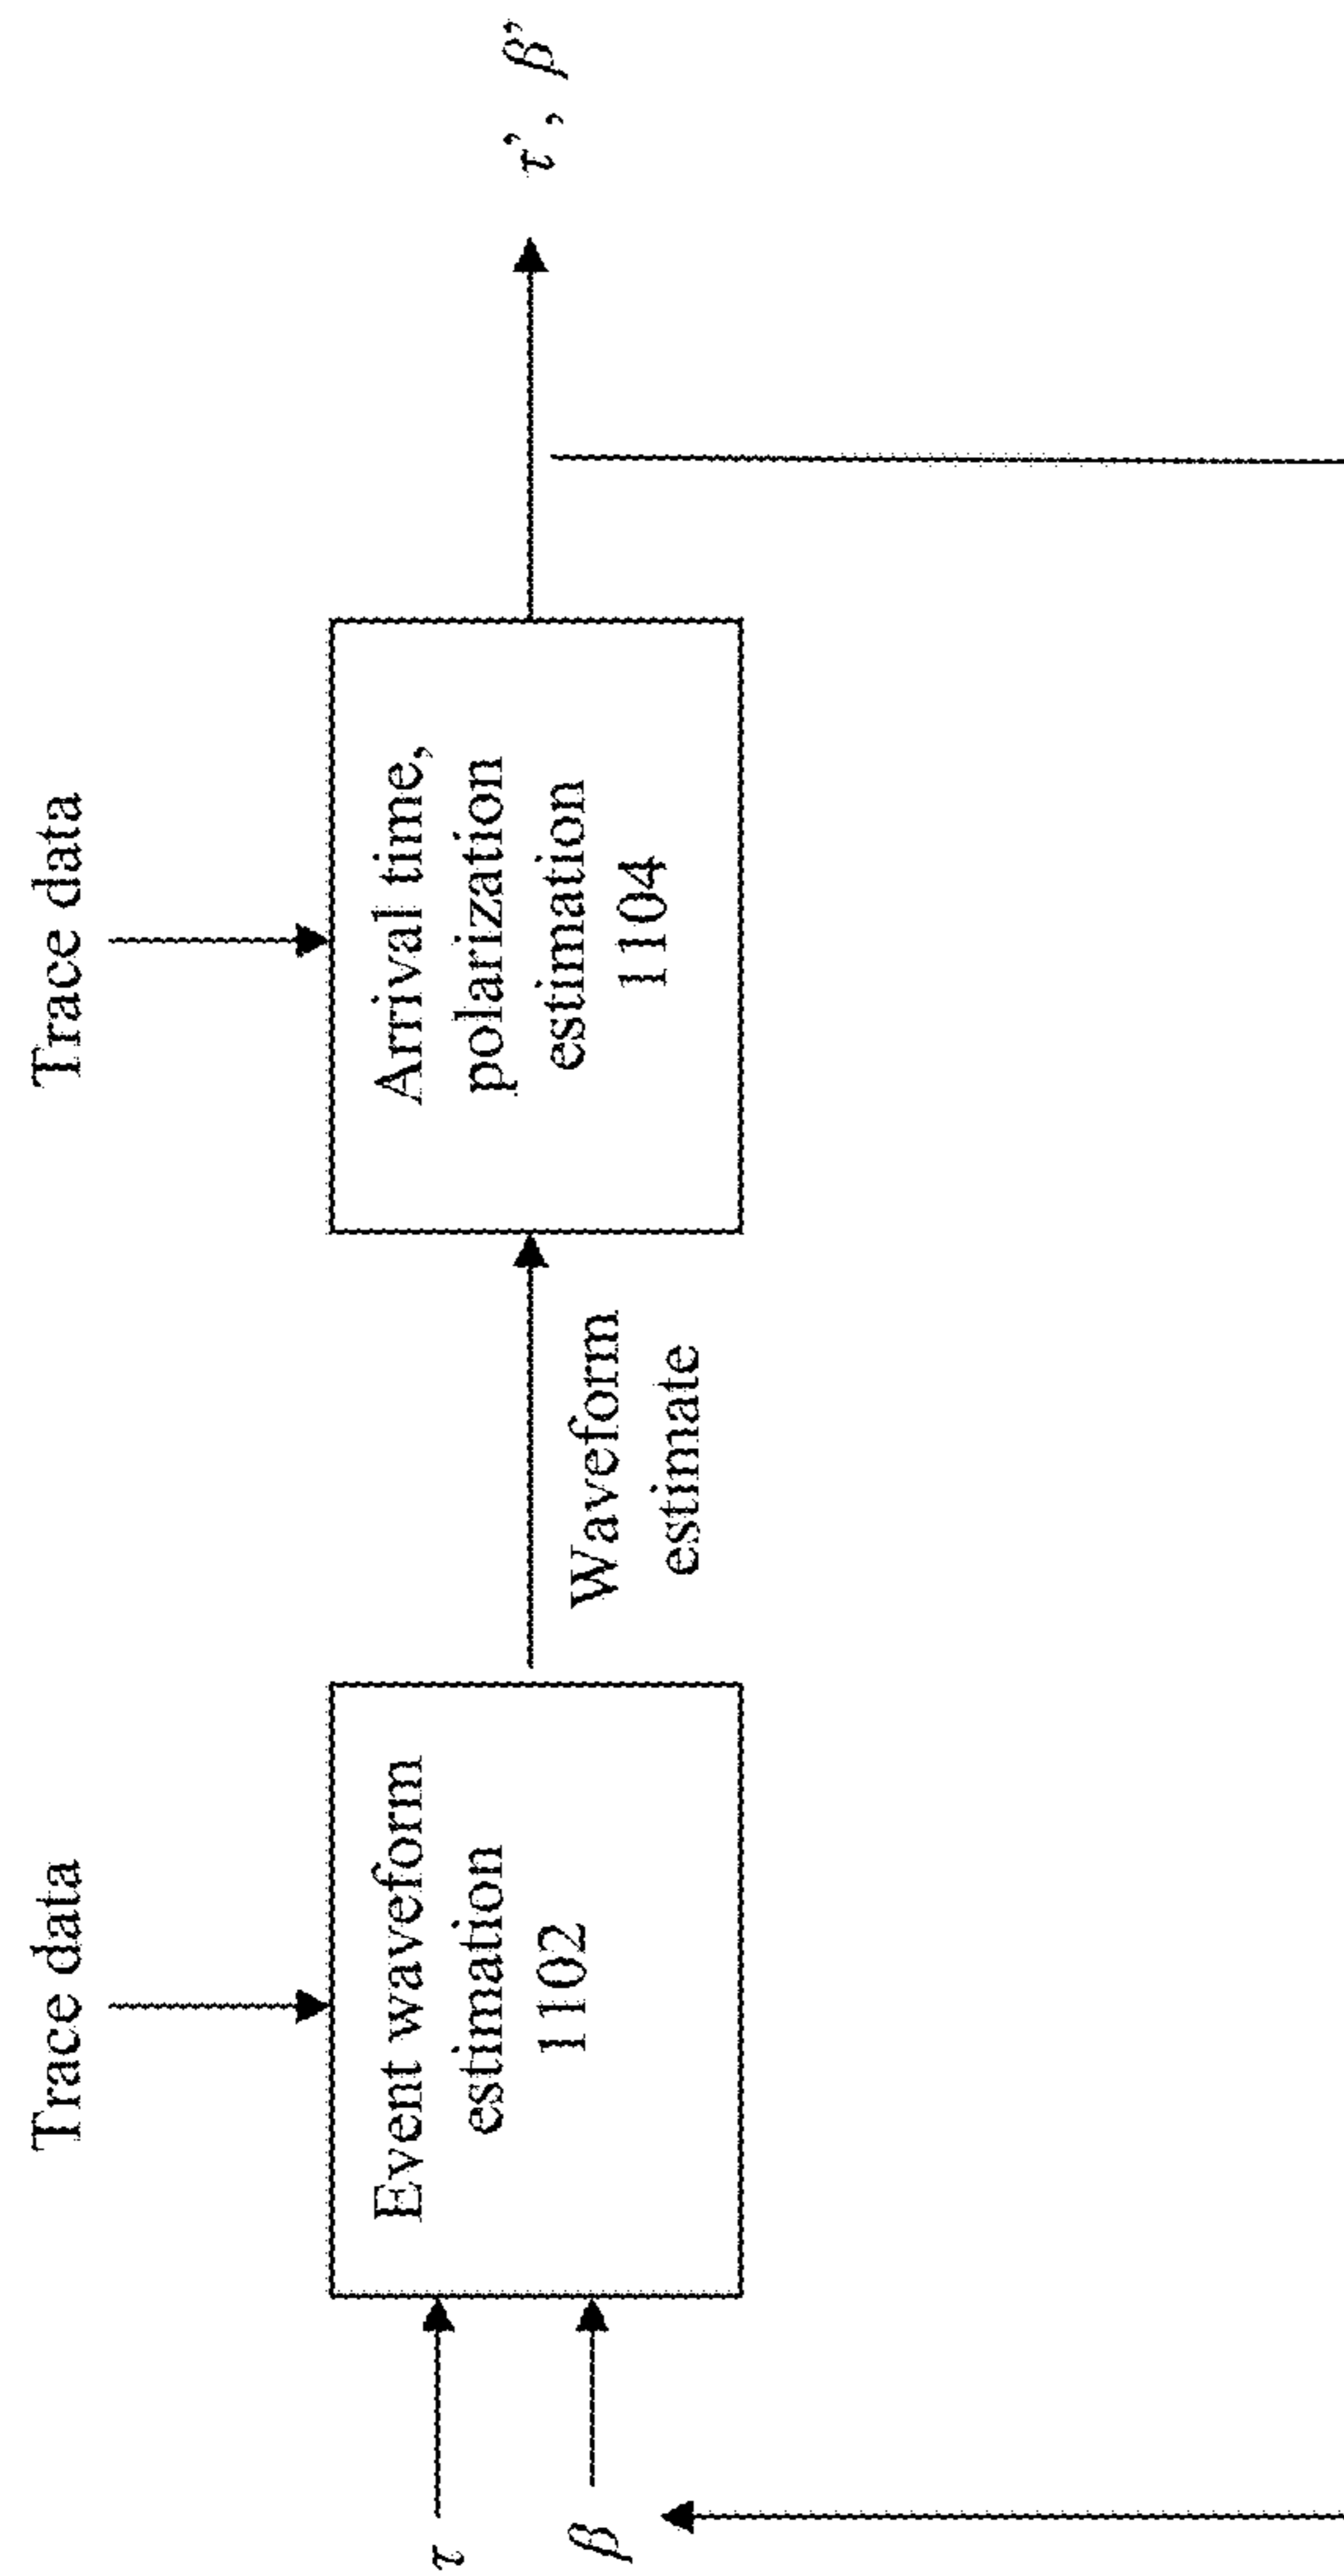 Trace data
Trace data
τ
β
Event waveform
estimation
1102
Waveform
estimate
Arrival time,
polarization
estimation
1104
τ', β'